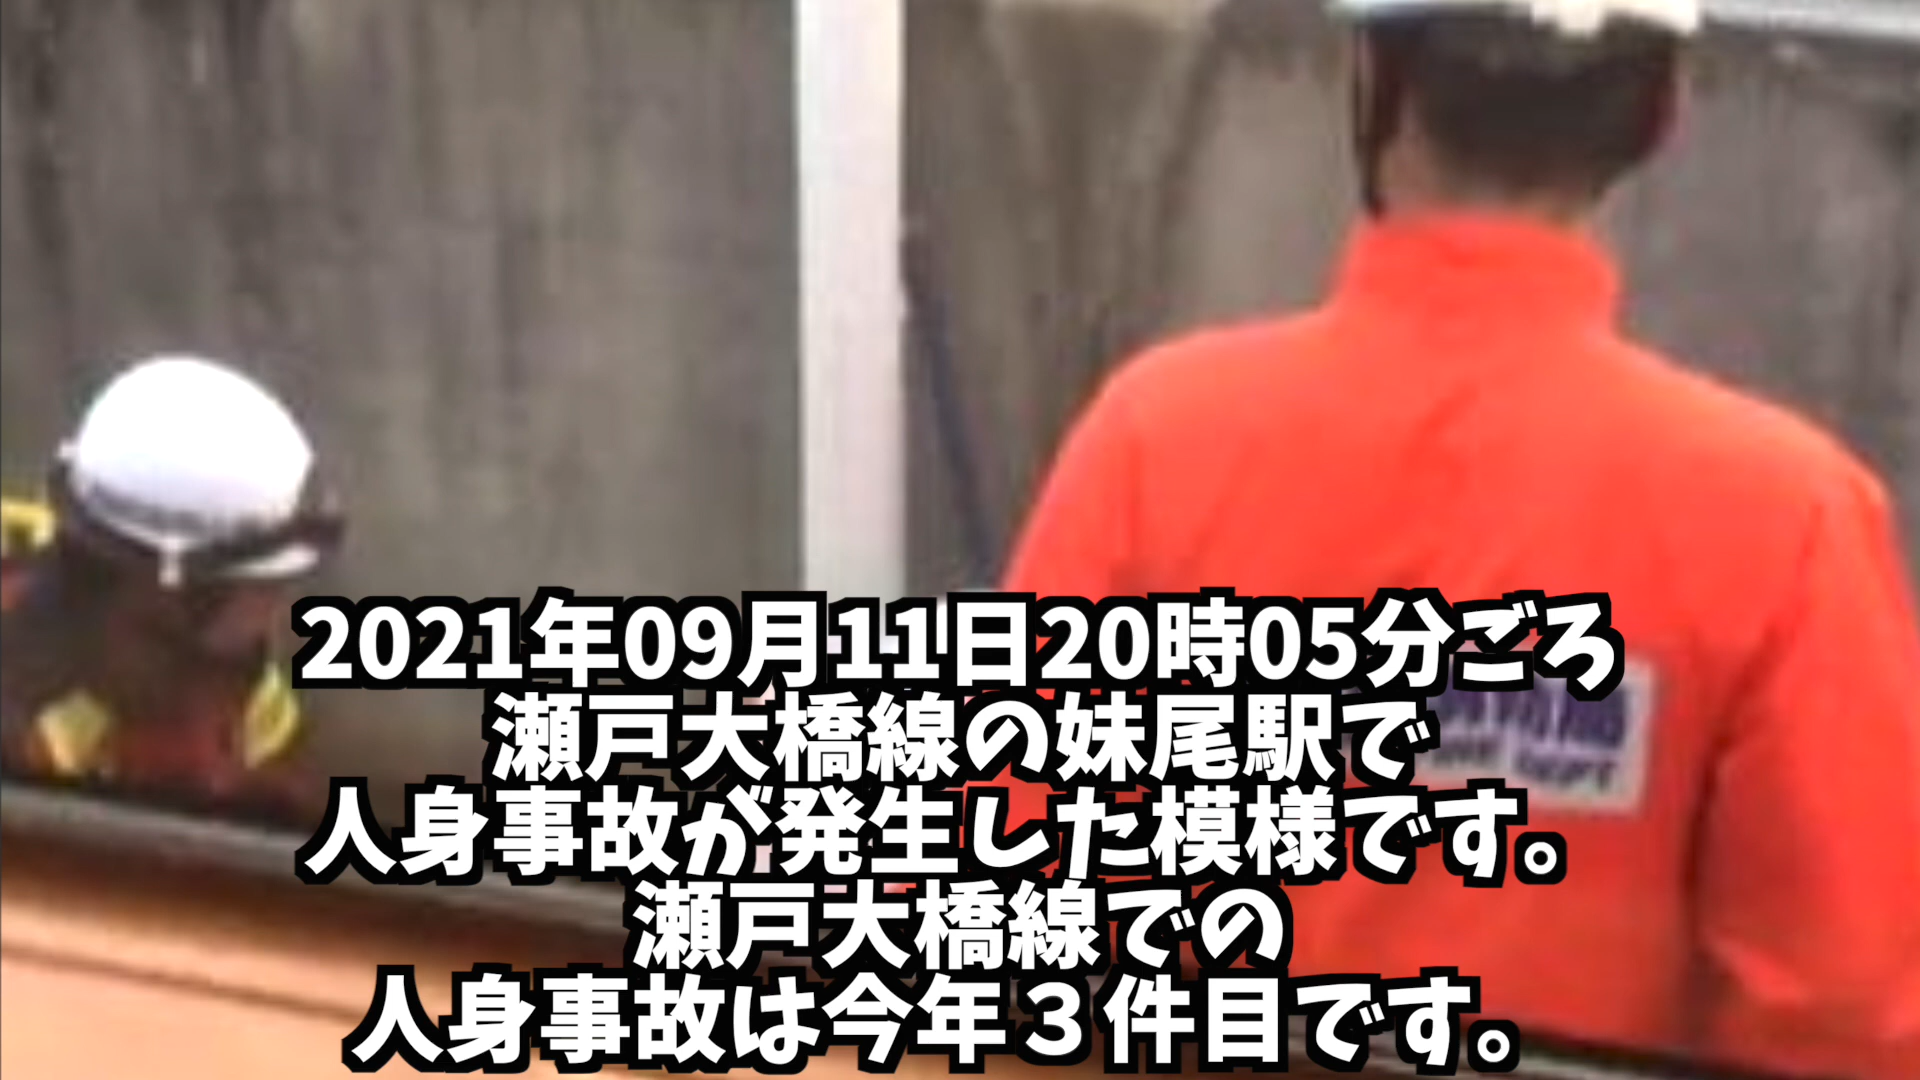 2021年09月11日20時05分ごろ
瀬戸大橋線の妹尾駅で
人身事故が発生した模様です。
瀬戸大橋線での
人身事故は今年３件目です。